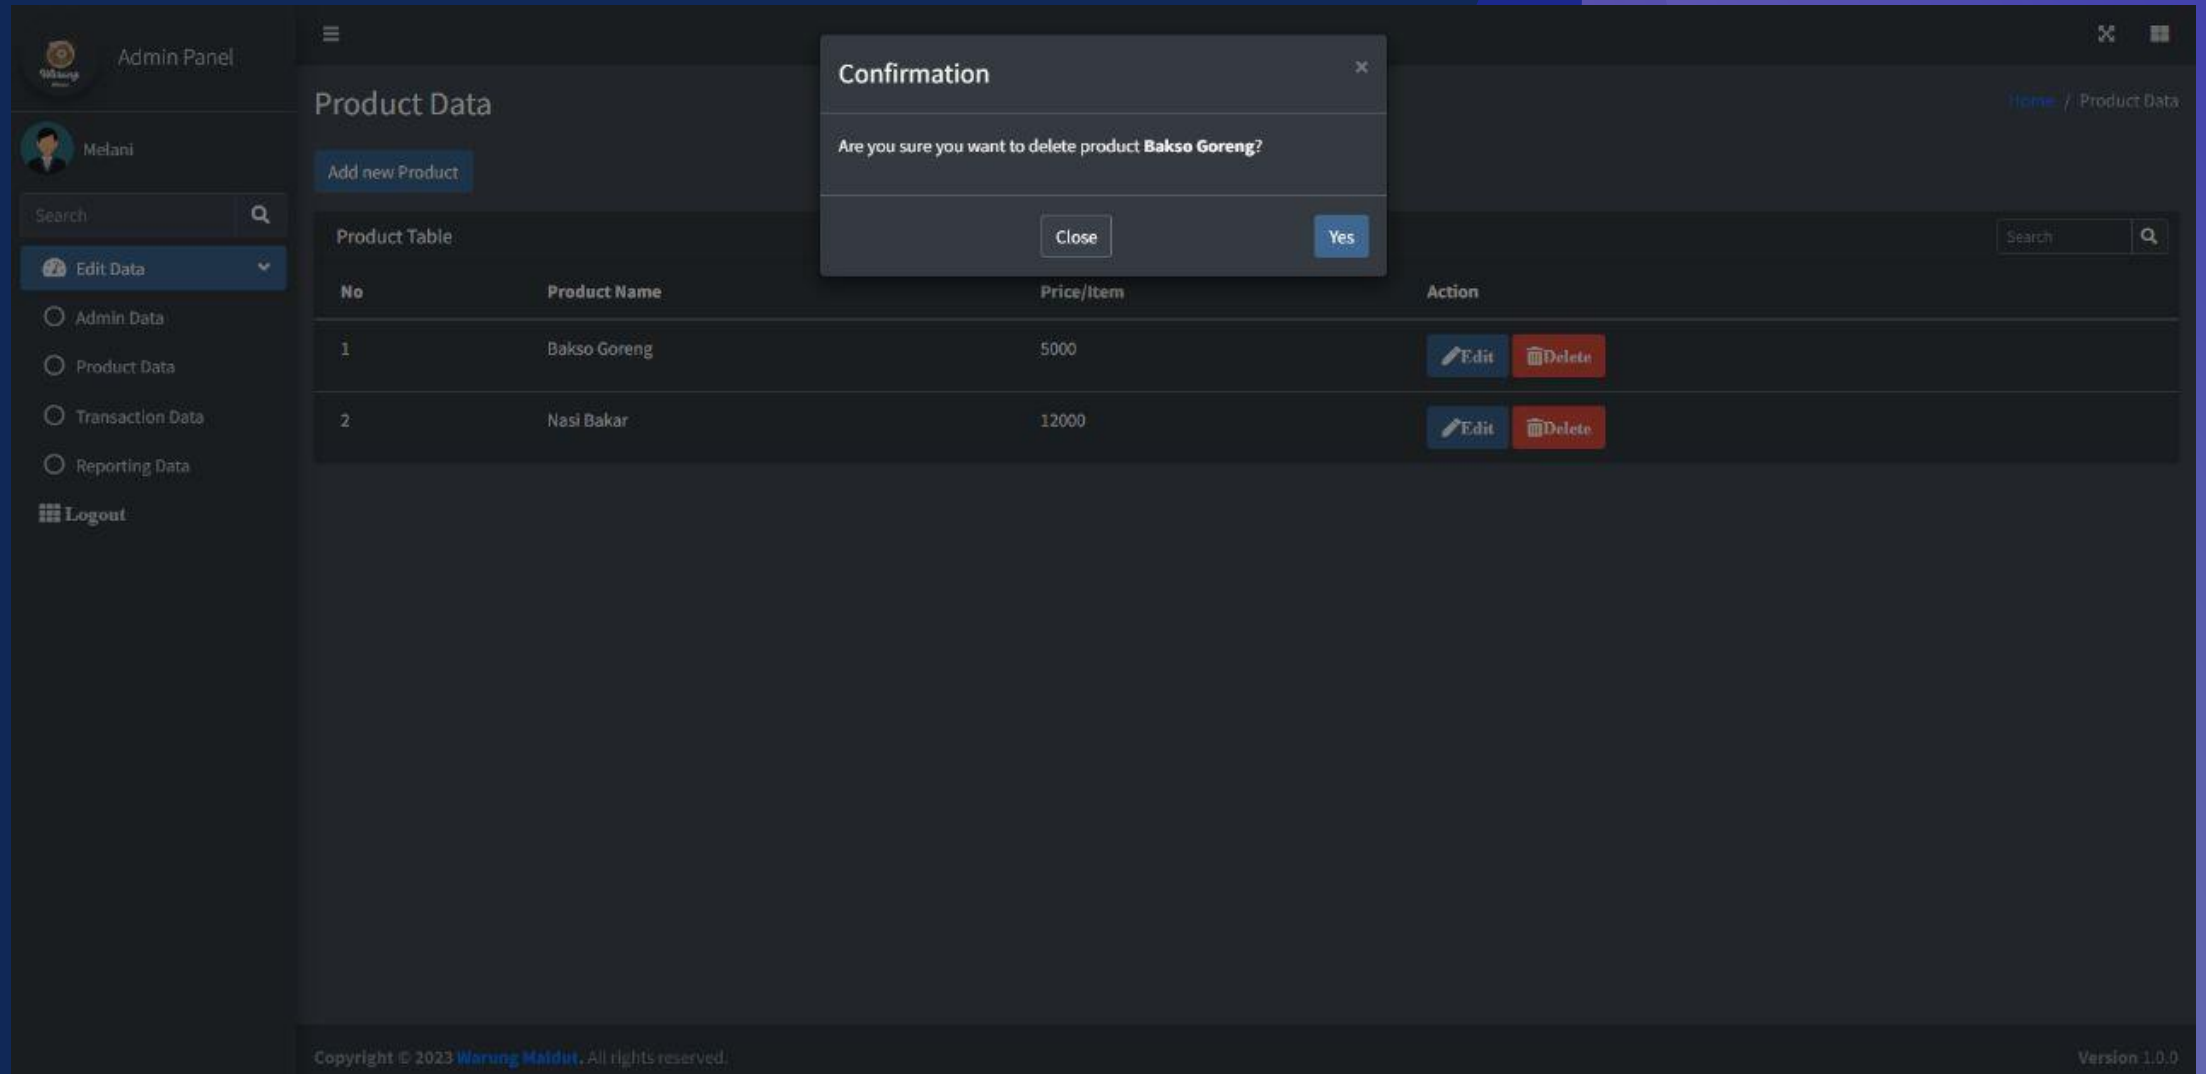 Warung
Admin Panel
Melani
Search
Edit Data
Admin Data
Product Data
Transaction Data
Reporting Data
Logout
Product Data
Home / Product Data
Add new Product
Confirmation
×
Are you sure you want to delete product Bakso Goreng?
Close
Yes
Product Table
Search
No Product Name Price/Item Action
1 Bakso Goreng 5000 Edit Delete
2 Nasi Bakar 12000 Edit Delete
Copyright © 2023 Warung Maldut. All rights reserved.
Version 1.0.0